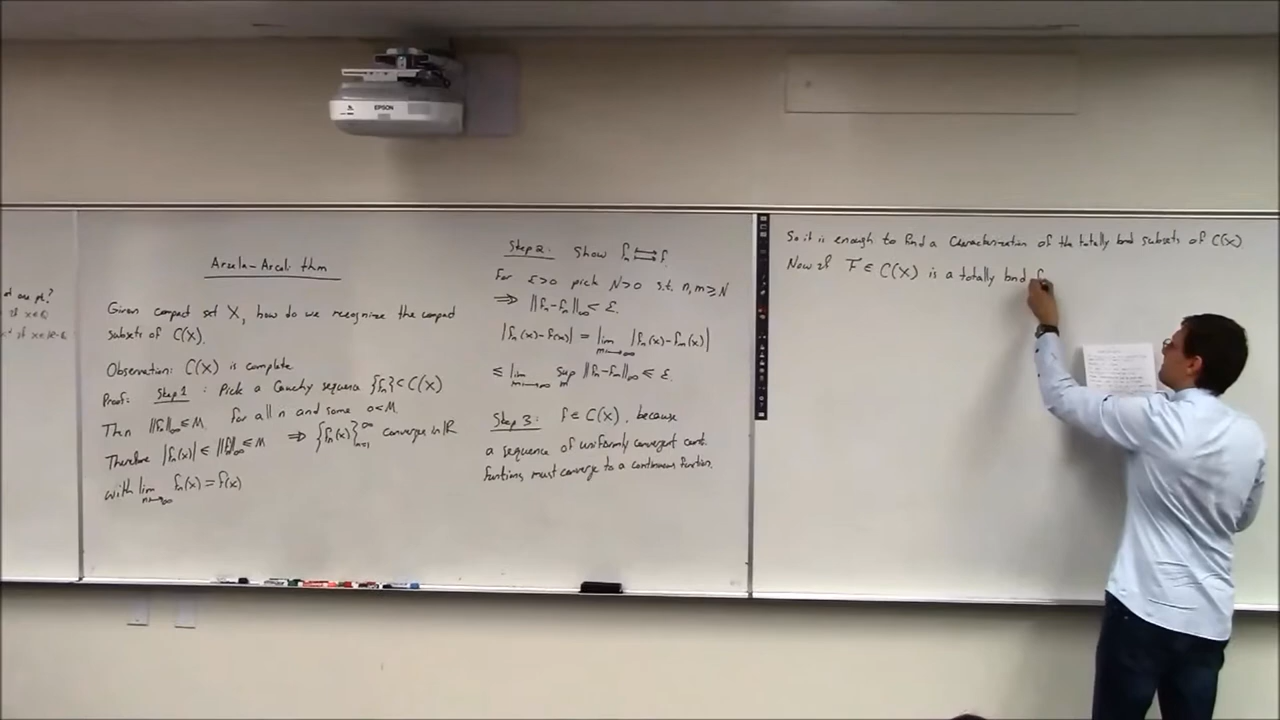 EPSON
Arzela-Ascoli thm
Given compact set X, how do we recognize the compact
subsets of C(X).
Observation: C(X) is complete
Proof: Step 1: Pick a Cauchy sequence {fn} ⊂ C(X)
Then ||fn||∞ ≤ M for all n and some 0<M.
Therefore |fn(x)| ≤ ||fn||∞ ≤ M ⟹ {fn(x)}∞n=1 converge in ℝ
with lim n→∞ fn(x) = f(x)
Step 2: Show fn ⇉ f.
For ε>0 pick N>0 s.t. n,m ≥ N
⟹ ||fn-fm||∞ < ε.
|fn(x)-f(x)| = lim m→∞ |fn(x)-fm(x)|
≤ lim m→∞ sup m ||fn-fm||∞ ≤ ε.
Step 3: f ∈ C(X), because
a sequence of uniformly convergent cont.
functions must converge to a continuous function.
So it is enough to find a characterization of the totally bnd subsets of C(X)
Now if F ∈ C(X) is a totally bnd